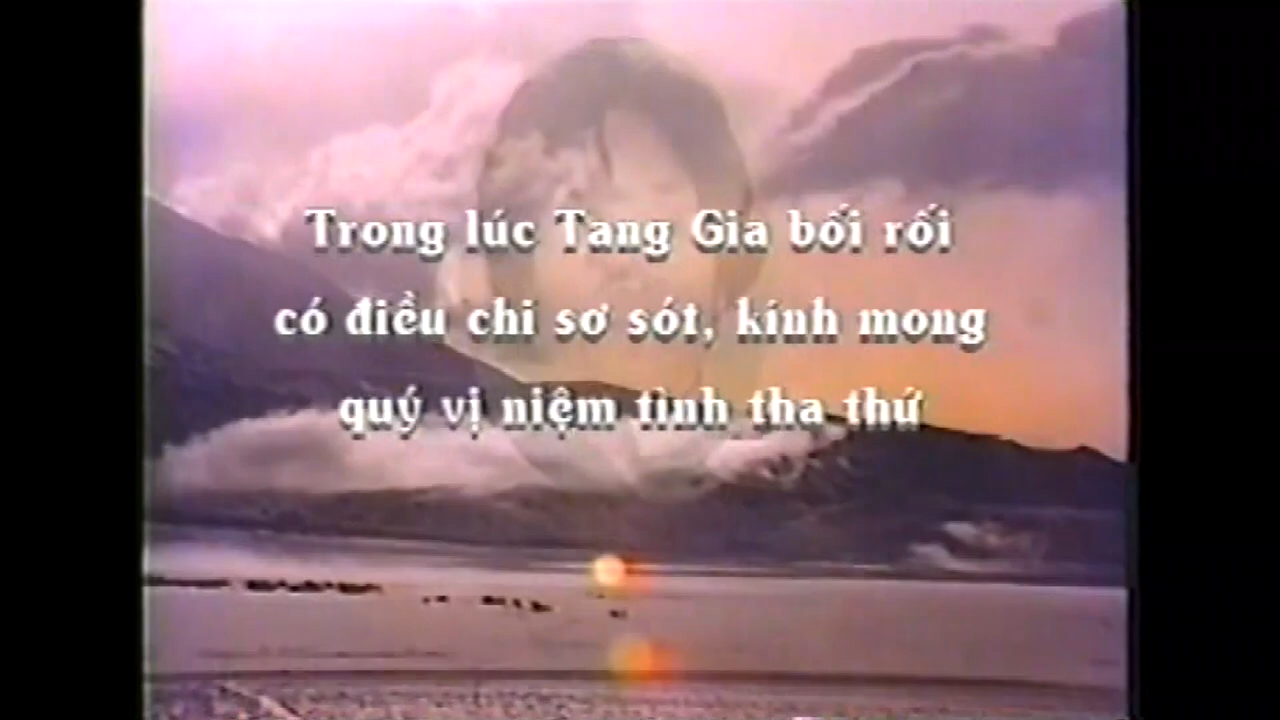 Trong lúc Tang Gia bối rối
có điều chi sơ sót, kính mong
quý vị niệm tình tha thứ